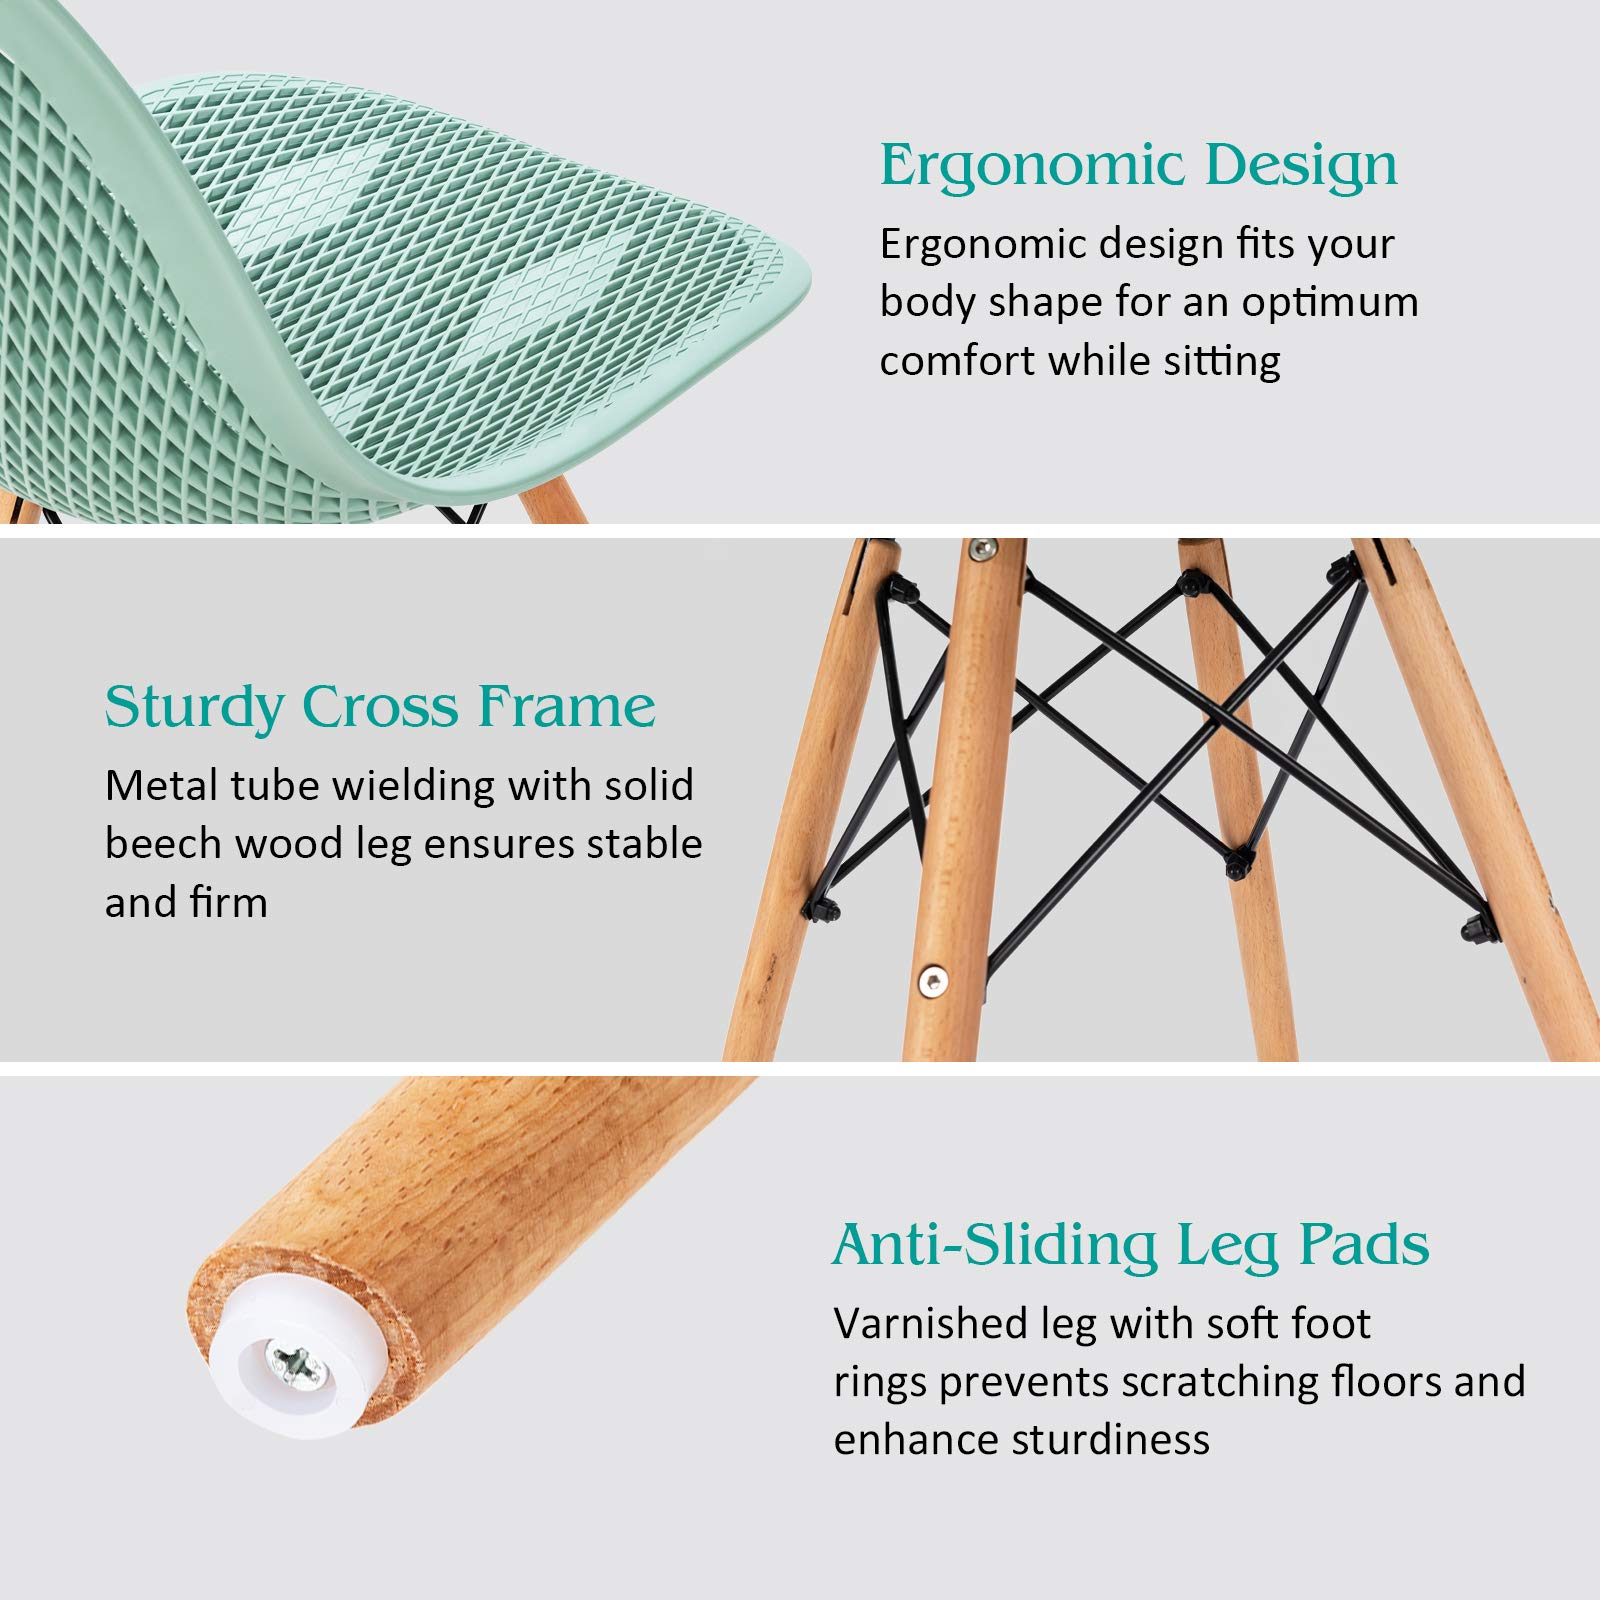 Ergonomic Design
Ergonomic design fits your
body shape for an optimum
comfort while sitting
Sturdy Cross Frame
Metal tube wielding with solid
beech wood leg ensures stable
and firm
Anti-Sliding Leg Pads
Varnished leg with soft foot
rings prevents scratching floors and
enhance sturdiness